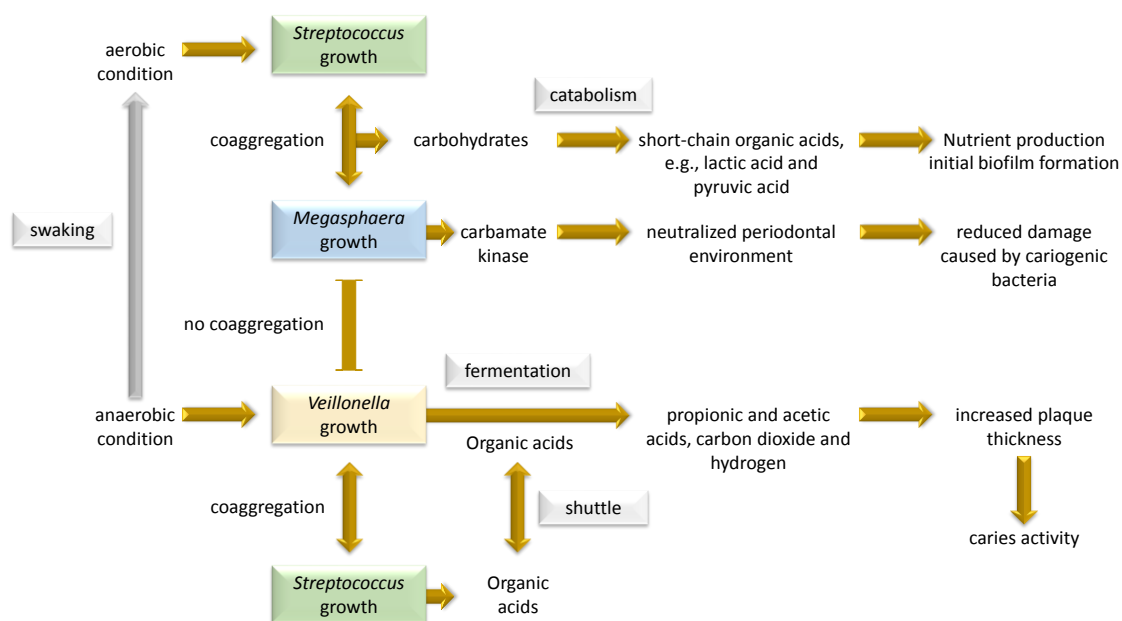 Streptococcus
growth
aerobic
condition
catabolism
coaggregation
carbohydrates
short-chain organic acids,
e.g., lactic acid and
pyruvic acid
Nutrient production
initial biofilm formation
swaking
Megasphaera
growth
carbamate
kinase
neutralized periodontal
environment
reduced damage
caused by cariogenic
bacteria
no coaggregation
fermentation
anaerobic
condition
Veillonella
growth
Organic acids
propionic and acetic
acids, carbon dioxide and
hydrogen
increased plaque
thickness
coaggregation
shuttle
caries activity
Streptococcus
growth
Organic
acids